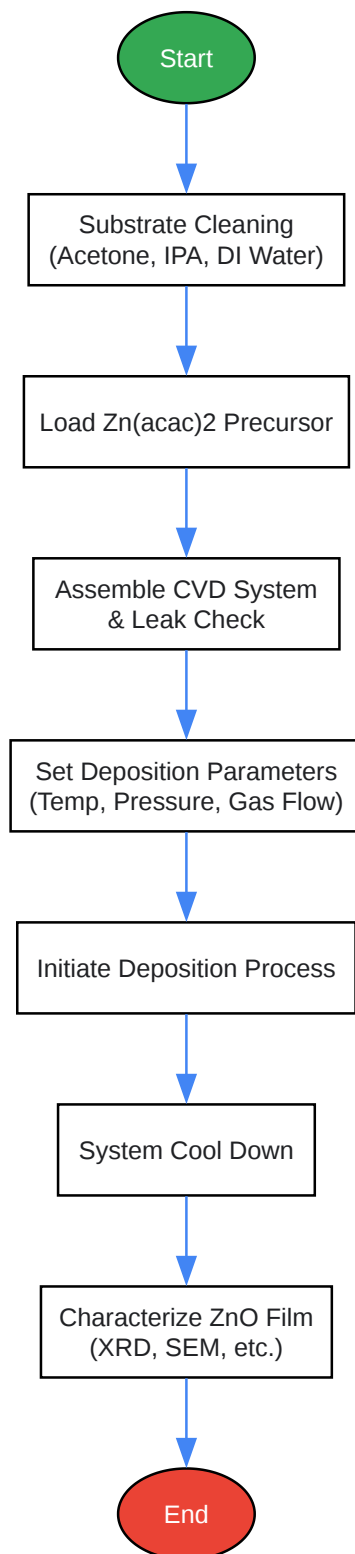 Start
Substrate Cleaning
(Acetone, IPA, DI Water)
Load Zn(acac)2 Precursor
Assemble CVD System
& Leak Check
Set Deposition Parameters
(Temp, Pressure, Gas Flow)
Initiate Deposition Process
System Cool Down
Characterize ZnO Film
(XRD, SEM, etc.)
End